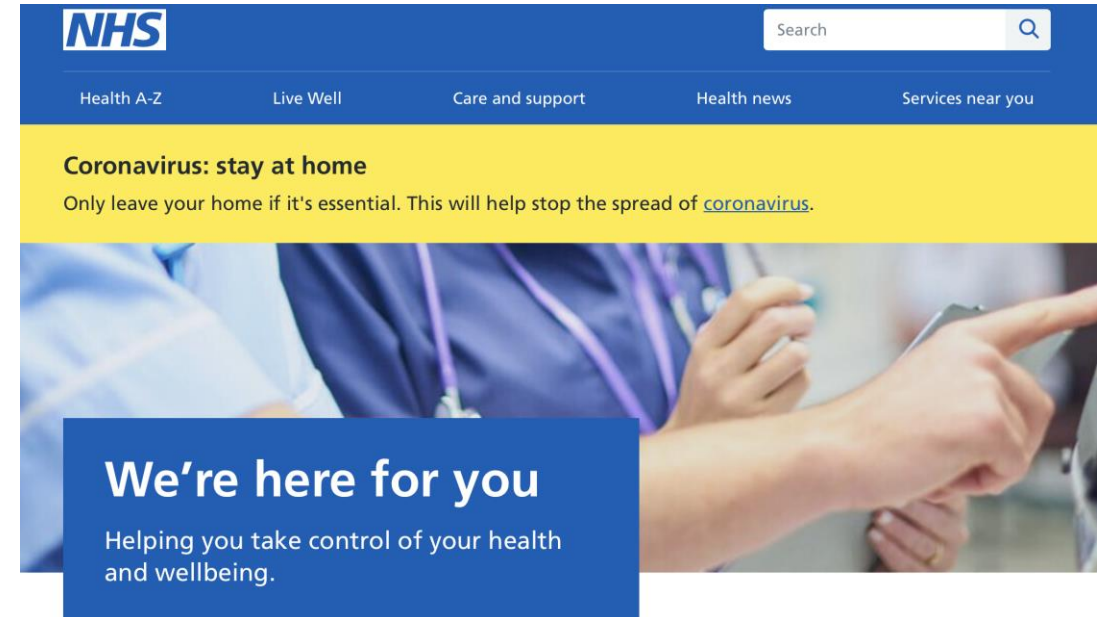 NHS
Search
Health A-Z
Live Well
Care and support
Health news
Services near you
Coronavirus: stay at home
Only leave your home if it's essential. This will help stop the spread of coronavirus.
We’re here for you
Helping you take control of your health
and wellbeing.